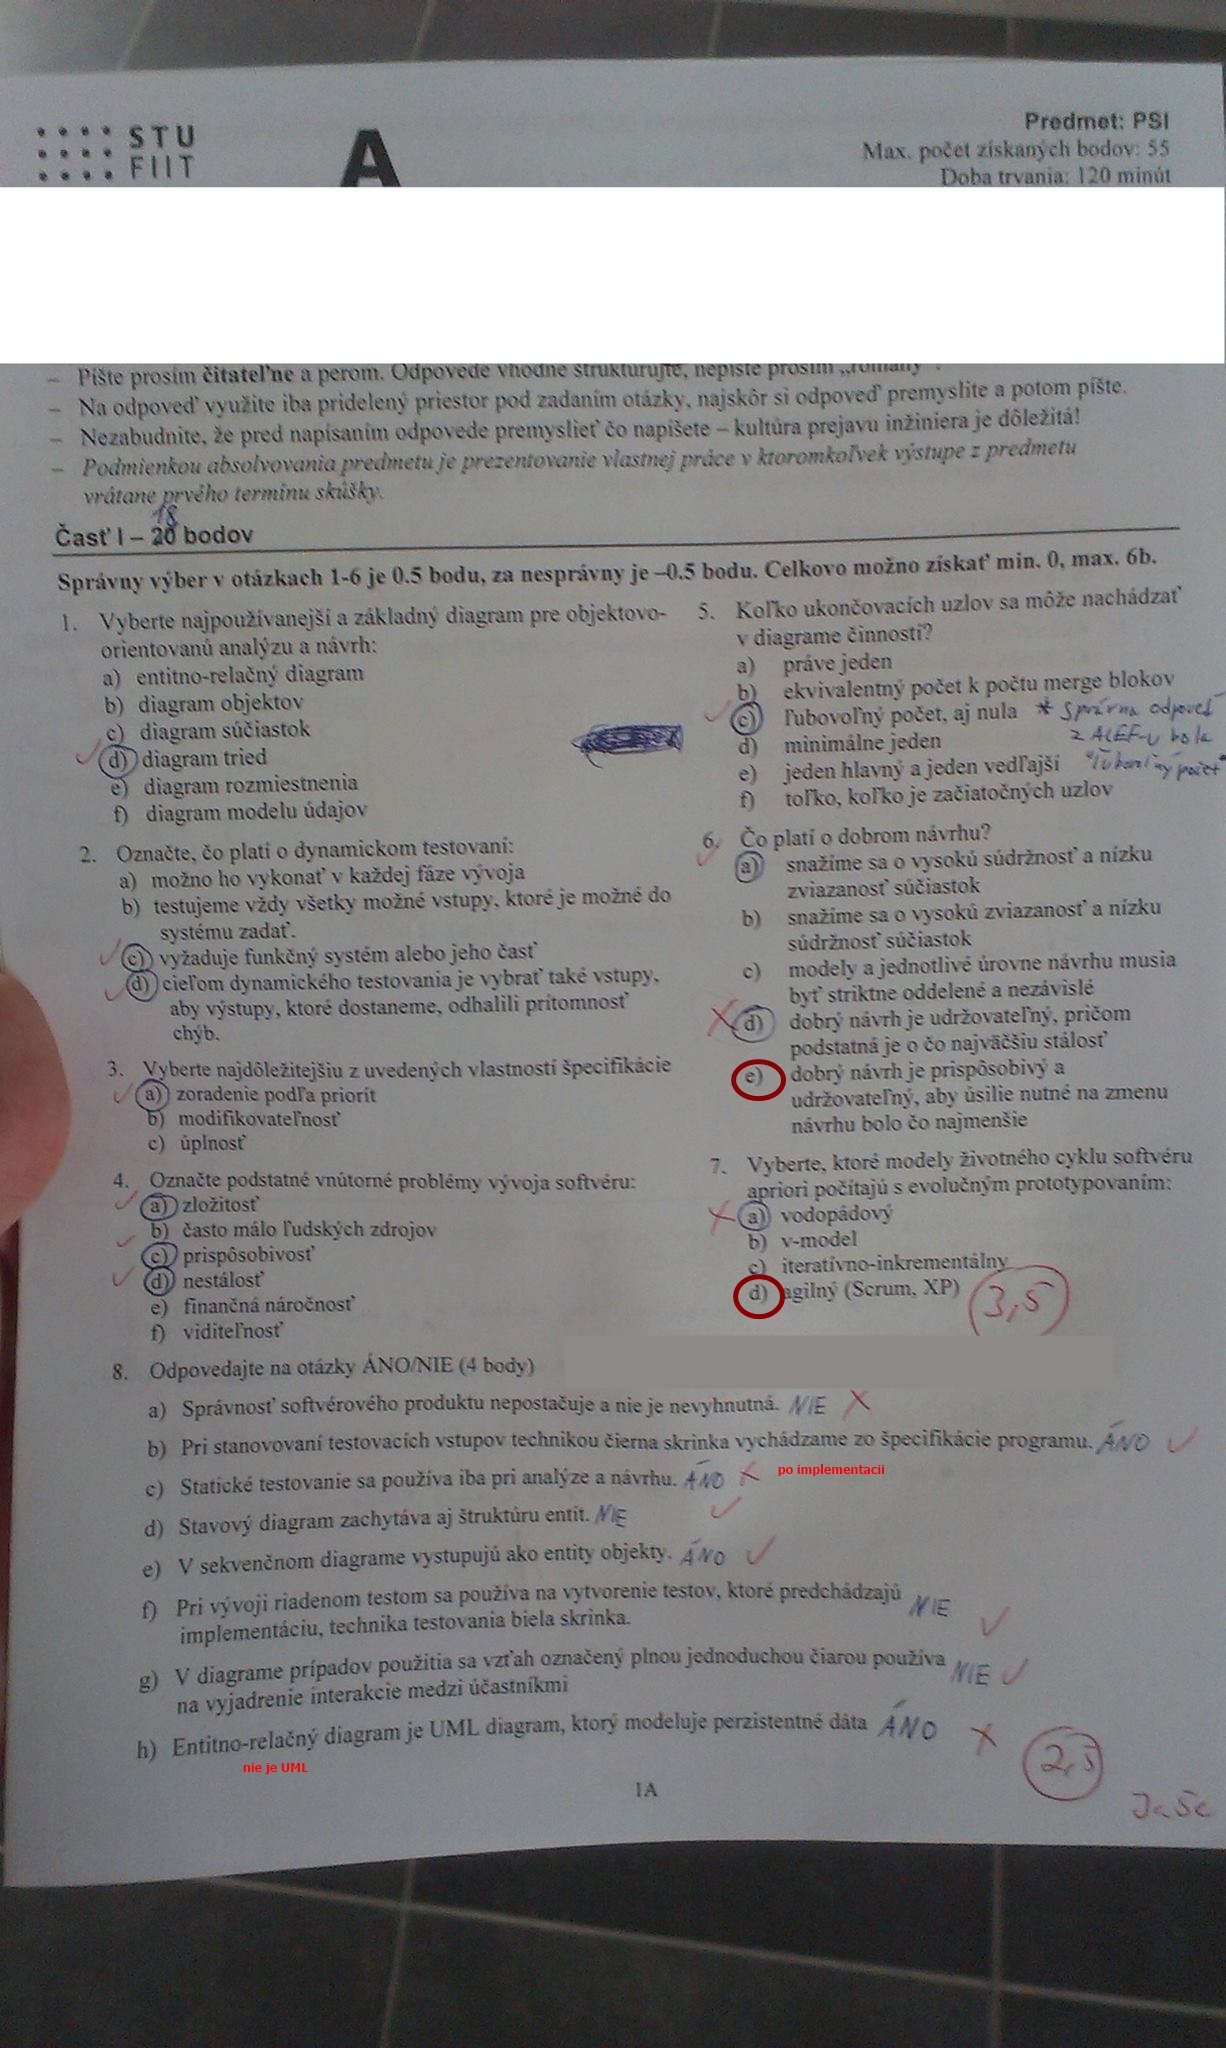 STU
FIIT
A
Predmet: PSI
Max. počet získaných bodov: 55
Doba trvania: 120 minút
– Píšte prosím čitateľne a perom. Odpovede vhodne štrukturujte, nepíšte prosím „romány“.
– Na odpoveď využite iba pridelený priestor pod zadaním otázky, najskôr si odpoveď premyslite a potom píšte.
– Nezabudnite, že pred napísaním odpovede premyslieť čo napíšete – kultúra prejavu inžiniera je dôležitá!
– Podmienkou absolvovania predmetu je prezentovanie vlastnej práce v ktoromkoľvek výstupe z predmetu
vrátane prvého termínu skúšky.
18
Časť I – 20 bodov
Správny výber v otázkach 1-6 je 0.5 bodu, za nesprávny je –0.5 bodu. Celkovo možno získať min. 0, max. 6b.
1. Vyberte najpoužívanejší a základný diagram pre objektovo-
orientovanú analýzu a návrh:
a) entitno-relačný diagram
b) diagram objektov
c) diagram súčiastok
d) diagram tried
e) diagram rozmiestnenia
f) diagram modelu údajov
2. Označte, čo platí o dynamickom testovaní:
a) možno ho vykonať v každej fáze vývoja
b) testujeme vždy všetky možné vstupy, ktoré je možné do
systému zadať.
c) vyžaduje funkčný systém alebo jeho časť
d) cieľom dynamického testovania je vybrať také vstupy,
aby výstupy, ktoré dostaneme, odhalili prítomnosť
chýb.
3. Vyberte najdôležitejšiu z uvedených vlastností špecifikácie
a) zoradenie podľa priorít
b) modifikovateľnosť
c) úplnosť
4. Označte podstatné vnútorné problémy vývoja softvéru:
a) zložitosť
b) často málo ľudských zdrojov
c) prispôsobivosť
d) nestálosť
e) finančná náročnosť
f) viditeľnosť
5. Koľko ukončovacích uzlov sa môže nachádzať
v diagrame činností?
a) práve jeden
b) ekvivalentný počet k počtu merge blokov
c) ľubovoľný počet, aj nula * Správna odpoveď
z ALEF-u bola
d) minimálne jeden
e) jeden hlavný a jeden vedľajší
f) toľko, koľko je začiatočných uzlov
6. Čo platí o dobrom návrhu?
a) snažíme sa o vysokú súdržnosť a nízku
zviazanosť súčiastok
b) snažíme sa o vysokú zviazanosť a nízku
súdržnosť súčiastok
c) modely a jednotlivé úrovne návrhu musia
byť striktne oddelené a nezávislé
d) dobrý návrh je udržovateľný, pričom
podstatná je o čo najväčšiu stálosť
e) dobrý návrh je prispôsobivý a
udržovateľný, aby úsilie nutné na zmenu
návrhu bolo čo najmenšie
7. Vyberte, ktoré modely životného cyklu softvéru
apriori počítajú s evolučným prototypovaním:
a) vodopádový
b) v-model
c) iteratívno-inkrementálny
d) agilný (Scrum, XP)
3,5
8. Odpovedajte na otázky ÁNO/NIE (4 body)
a) Správnosť softvérového produktu nepostačuje a nie je nevyhnutná. NIE
b) Pri stanovovaní testovacích vstupov technikou čierna skrinka vychádzame zo špecifikácie programu. ÁNO
c) Statické testovanie sa používa iba pri analýze a návrhu. ÁNO po implementacii
d) Stavový diagram zachytáva aj štruktúru entít. NIE
e) V sekvenčnom diagrame vystupujú ako entity objekty. ÁNO
f) Pri vývoji riadenom testom sa používa na vytvorenie testov, ktoré predchádzajú NIE
implementáciu, technika testovania biela skrinka.
g) V diagrame prípadov použitia sa vzťah označený plnou jednoduchou čiarou používa NIE
na vyjadrenie interakcie medzi účastníkmi
h) Entitno-relačný diagram je UML diagram, ktorý modeluje perzistentné dáta ÁNO
nie je UML
2,5
1A